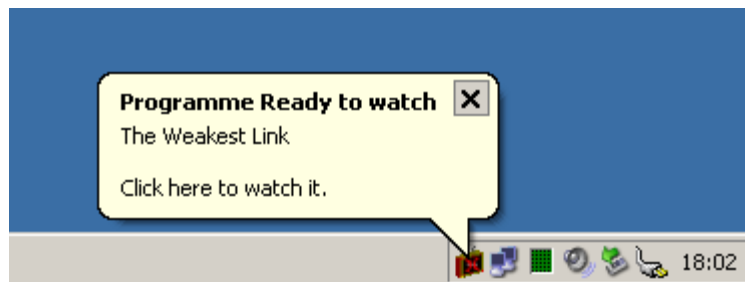 Programme Ready to watch
The Weakest Link
Click here to watch it.
18:02